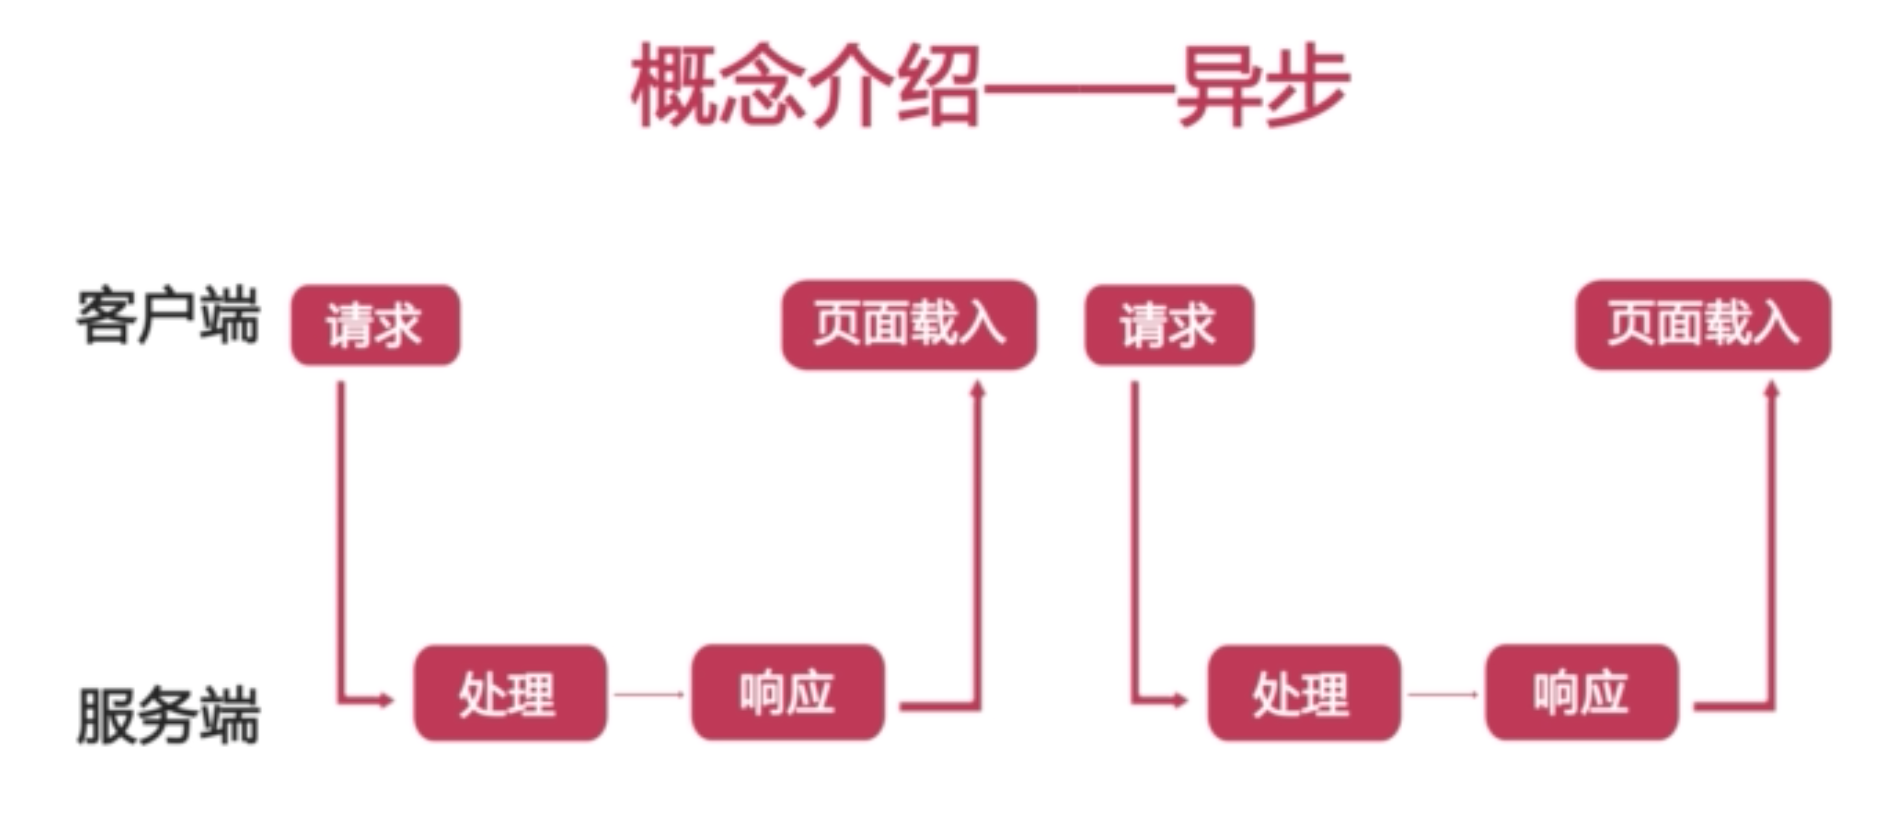 概念介绍——异步
客户端 请求 页面载入 请求 页面载入
服务端 处理 响应 处理 响应